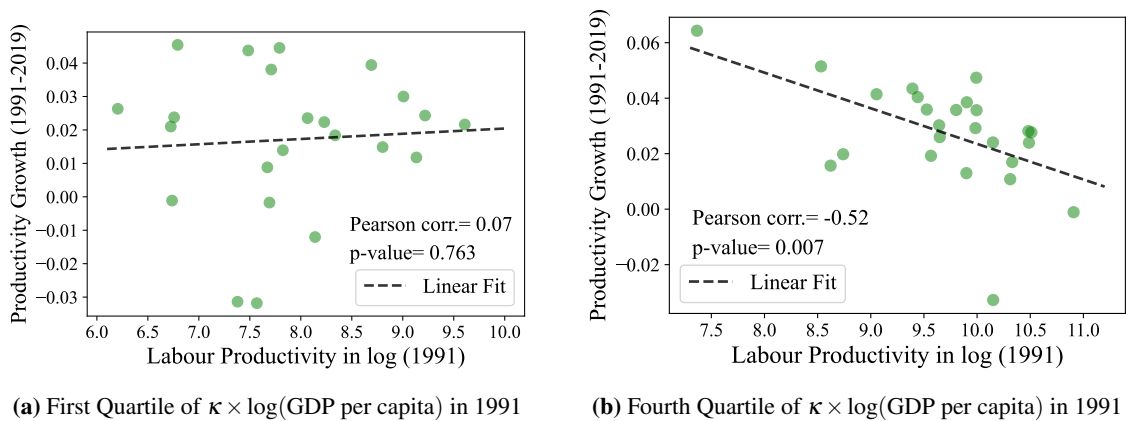 Productivity Growth (1991-2019)
0.04
0.03
0.02
0.01
0.00
−0.01
−0.02
−0.03
Pearson corr.= 0.07
p-value= 0.763
Linear Fit
6.0 6.5 7.0 7.5 8.0 8.5 9.0 9.5 10.0
Labour Productivity in log (1991)
(a) First Quartile of κ × log(GDP per capita) in 1991
Productivity Growth (1991-2019)
0.06
0.04
0.02
0.00
−0.02
Pearson corr.= -0.52
p-value= 0.007
Linear Fit
7.5 8.0 8.5 9.0 9.5 10.0 10.5 11.0
Labour Productivity in log (1991)
(b) Fourth Quartile of κ × log(GDP per capita) in 1991